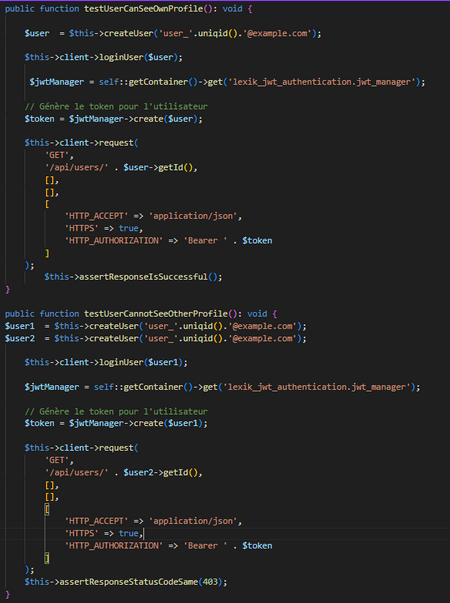 public function testUserCanSeeOwnProfile(): void {
$user  = $this->createUser('user_'.uniqid().'@example.com');
$this->client->loginUser($user);
$jwtManager = self::getContainer()->get('lexik_jwt_authentication.jwt_manager');
// Génère le token pour l'utilisateur
$token = $jwtManager->create($user);
$this->client->request(
'GET',
'/api/users/' . $user->getId(),
[],
[],
[
'HTTP_ACCEPT' => 'application/json',
'HTTPS' => true,
'HTTP_AUTHORIZATION' => 'Bearer ' . $token
]
);
$this->assertResponseIsSuccessful();
}
public function testUserCannotSeeOtherProfile(): void {
$user1  = $this->createUser('user_'.uniqid().'@example.com');
$user2  = $this->createUser('user_'.uniqid().'@example.com');
$this->client->loginUser($user1);
$jwtManager = self::getContainer()->get('lexik_jwt_authentication.jwt_manager');
// Génère le token pour l'utilisateur
$token = $jwtManager->create($user1);
$this->client->request(
'GET',
'/api/users/' . $user2->getId(),
[],
[],
[
'HTTP_ACCEPT' => 'application/json',
'HTTPS' => true,
'HTTP_AUTHORIZATION' => 'Bearer ' . $token
]
);
$this->assertResponseStatusCodeSame(403);
}